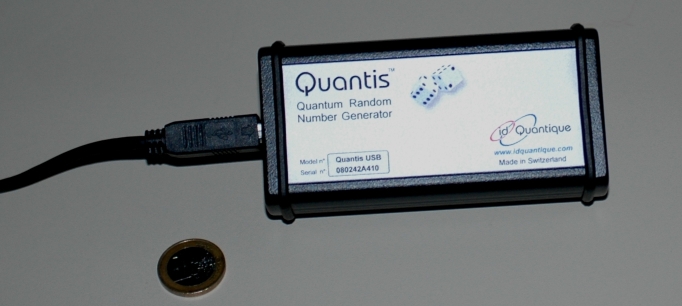 Quantis™
Quantum Random
Number Generator
id Quantique
www.idquantique.com
Made in Switzerland
Model n° Quantis USB
Serial n° 080242A410